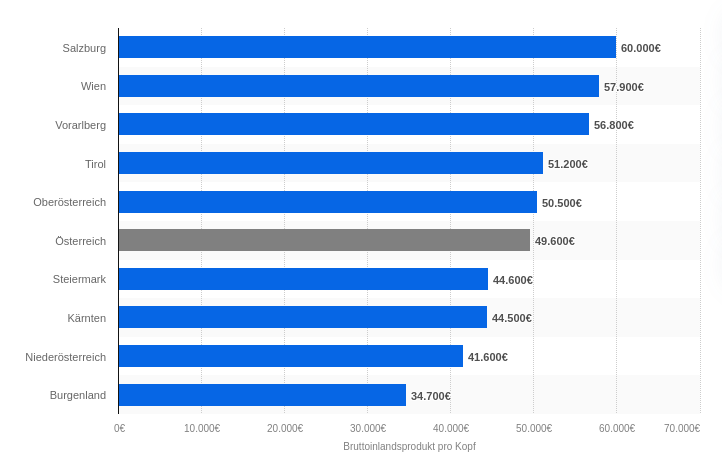 Salzburg 60.000€
Wien 57.900€
Vorarlberg 56.800€
Tirol 51.200€
Oberösterreich 50.500€
Österreich 49.600€
Steiermark 44.600€
Kärnten 44.500€
Niederösterreich 41.600€
Burgenland 34.700€
0€ 10.000€ 20.000€ 30.000€ 40.000€ 50.000€ 60.000€ 70.000€
Bruttoinlandsprodukt pro Kopf